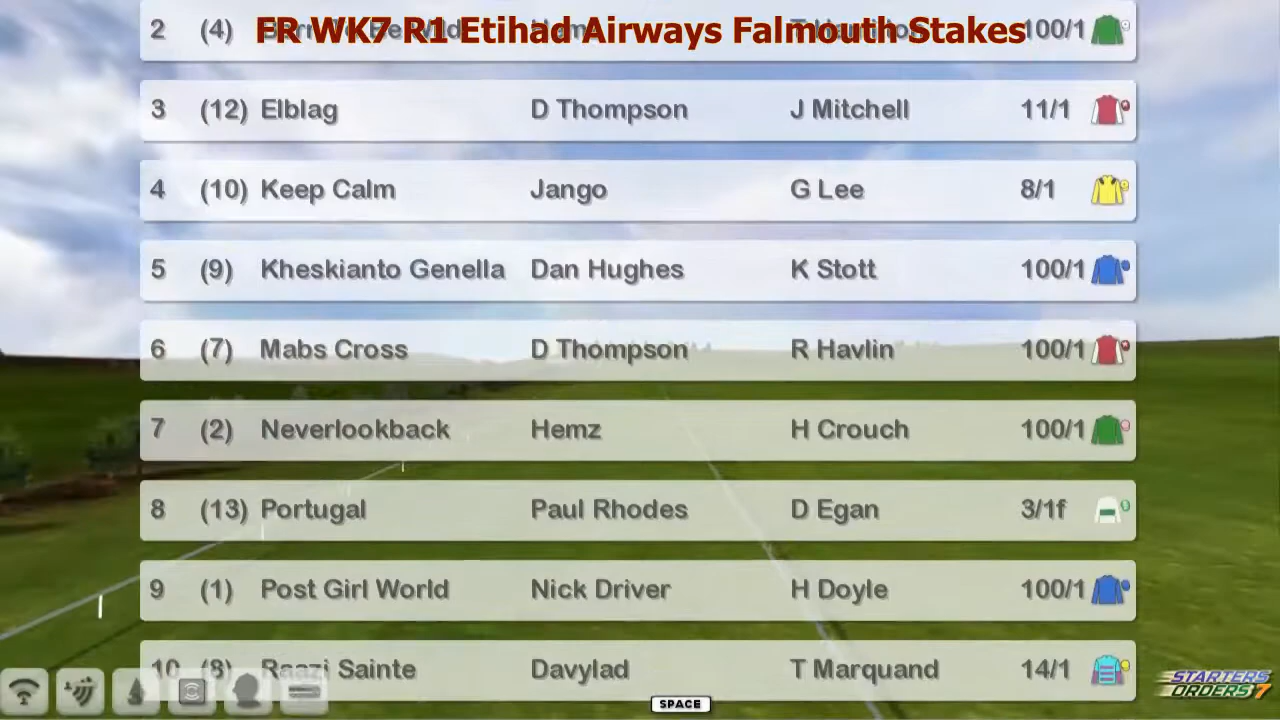 FR WK7 R1 Etihad Airways Falmouth Stakes
2 (4) 100/1
3 (12) Elblag D Thompson J Mitchell 11/1
4 (10) Keep Calm Jango G Lee 8/1
5 (9) Kheskianto Genella Dan Hughes K Stott 100/1
6 (7) Mabs Cross D Thompson R Havlin 100/1
7 (2) Neverlookback Hemz H Crouch 100/1
8 (13) Portugal Paul Rhodes D Egan 3/1f
9 (1) Post Girl World Nick Driver H Doyle 100/1
10 (8) Raazi Sainte Davylad T Marquand 14/1
SPACE
STARTERS
ORDERS 7